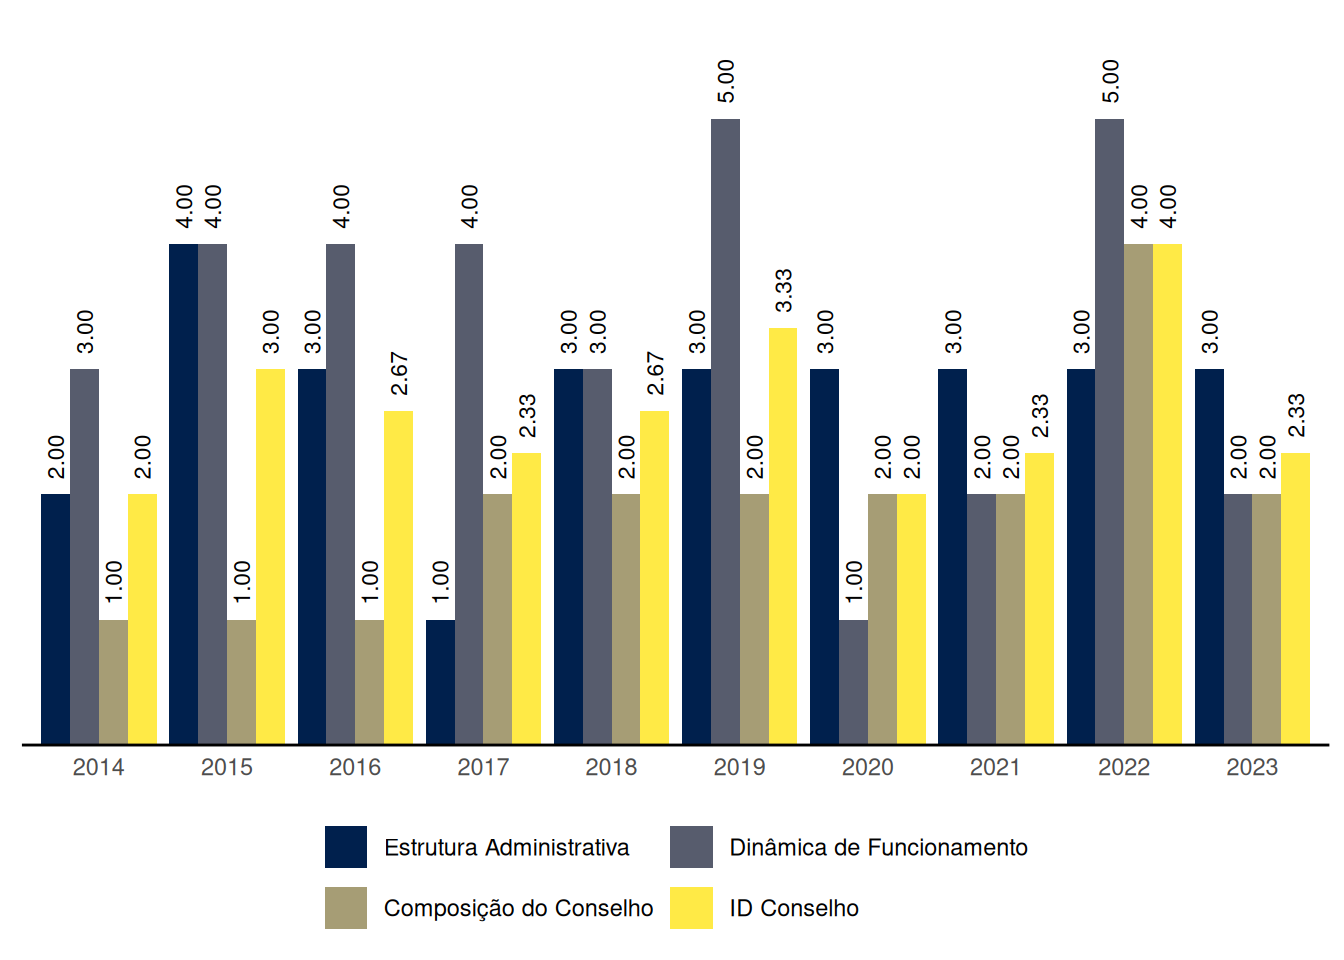 5.00 5.00
4.00 4.00 4.00 4.00 4.00 4.00
3.33
3.00 3.00 3.00 3.00 3.00 3.00 3.00 3.00 3.00 3.00
2.67 2.67
2.33 2.33 2.33
2.00 2.00 2.00 2.00 2.00 2.00 2.00 2.00 2.00 2.00 2.00
1.00 1.00 1.00 1.00 1.00
2014 2015 2016 2017 2018 2019 2020 2021 2022 2023
Estrutura Administrativa Dinâmica de Funcionamento
Composição do Conselho ID Conselho